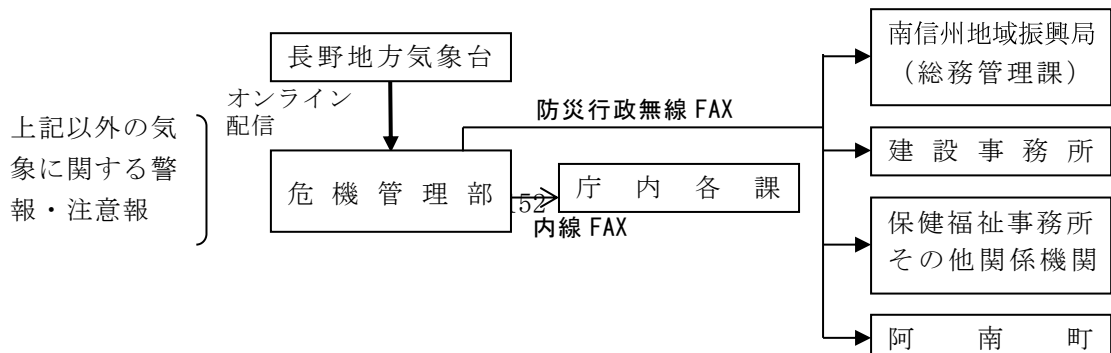 上記以外の気
象に関する警
報・注意報
長野地方気象台
オンライン
配信
防災行政無線 FAX
危機管理部
152
内線 FAX
庁内各課
南信州地域振興局
（総務管理課）
建設事務所
保健福祉事務所
その他関係機関
阿南町